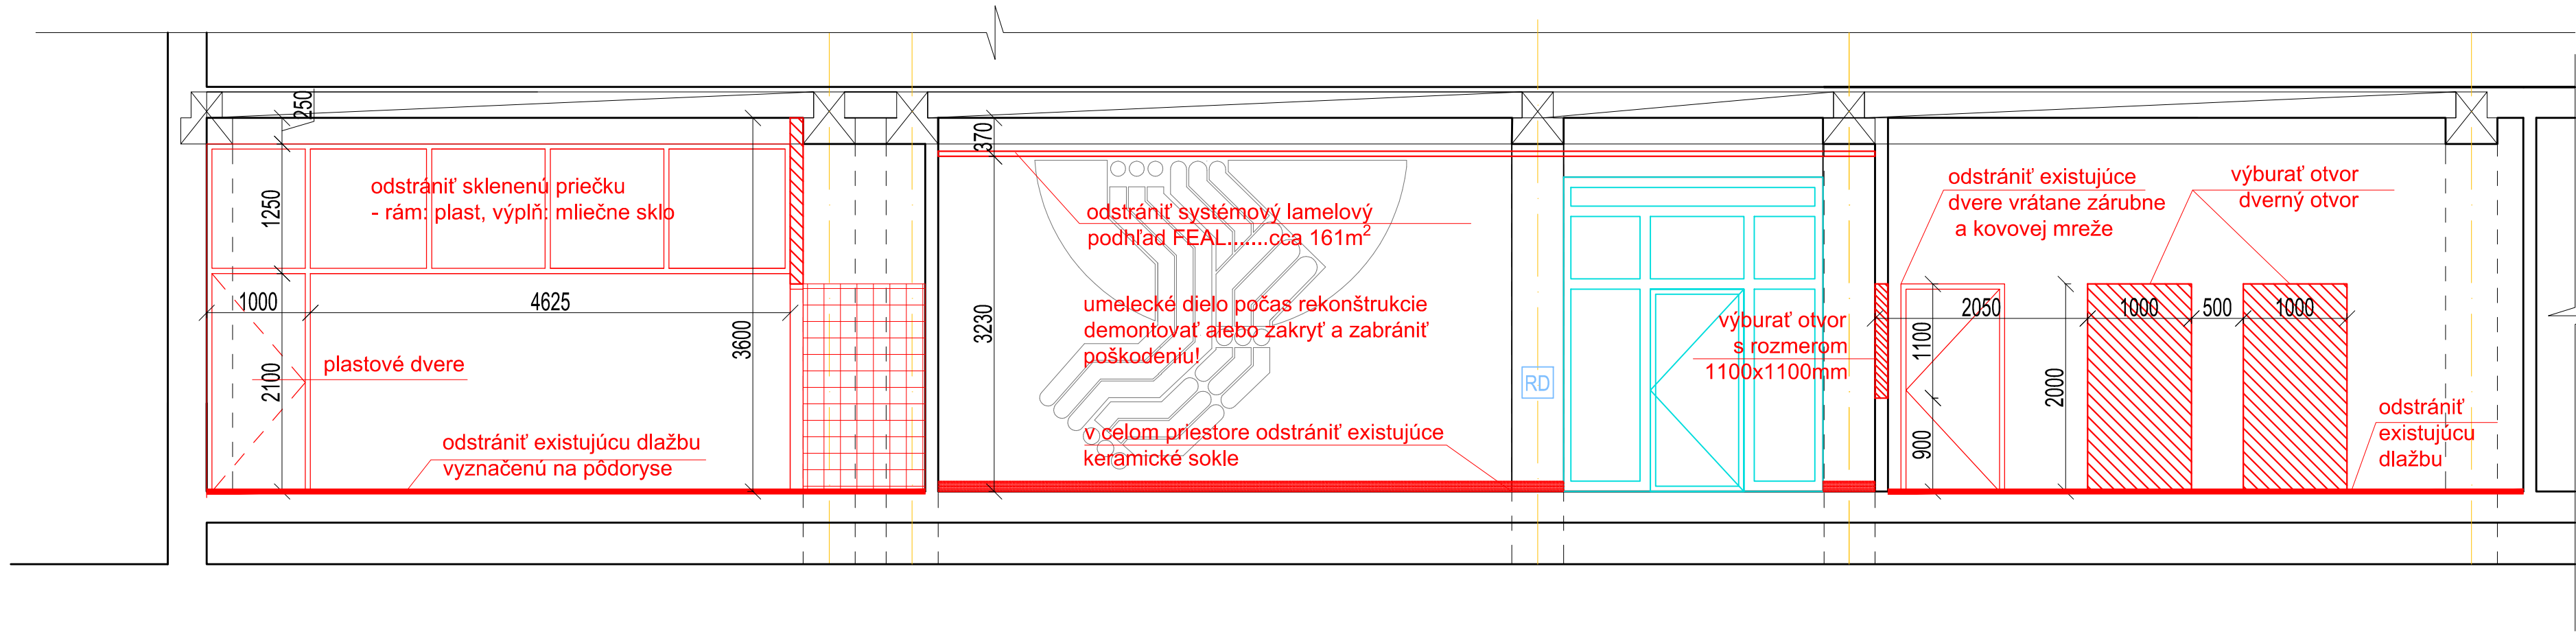 250
1250
2100
1000
4625
3600
odstrániť sklenenú priečku
- rám: plast, výplň: mliečne sklo
plastové dvere
odstrániť existujúcu dlažbu
vyznačenú na pôdoryse
370
3230
odstrániť systémový lamelový
podhľad FEAL.......cca 161m²
umelecké dielo počas rekonštrukcie
demontovať alebo zakryť a zabrániť
poškodeniu!
v celom priestore odstrániť existujúce
keramické sokle
RD
výburať otvor
s rozmerom
1100x1100mm
odstrániť existujúce
dvere vrátane zárubne
a kovovej mreže
výburať otvor
dverný otvor
2050
1000
500
1000
1100
900
2000
odstrániť
existujúcu
dlažbu